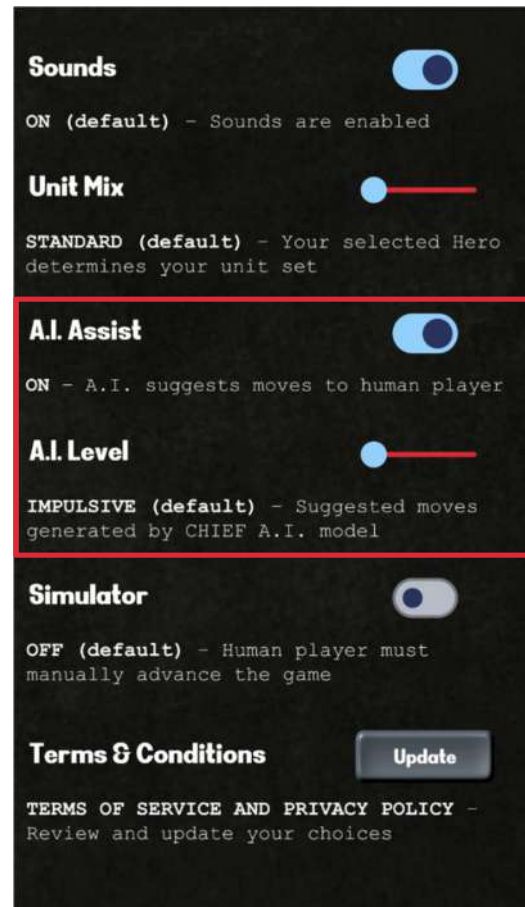 Sounds
ON (default) – Sounds are enabled
Unit Mix
STANDARD (default) – Your selected Hero
determines your unit set
A.I. Assist
ON – A.I. suggests moves to human player
A.I. Level
IMPULSIVE (default) – Suggested moves
generated by CHIEF A.I. model
Simulator
OFF (default) – Human player must
manually advance the game
Terms & Conditions
Update
TERMS OF SERVICE AND PRIVACY POLICY –
Review and update your choices